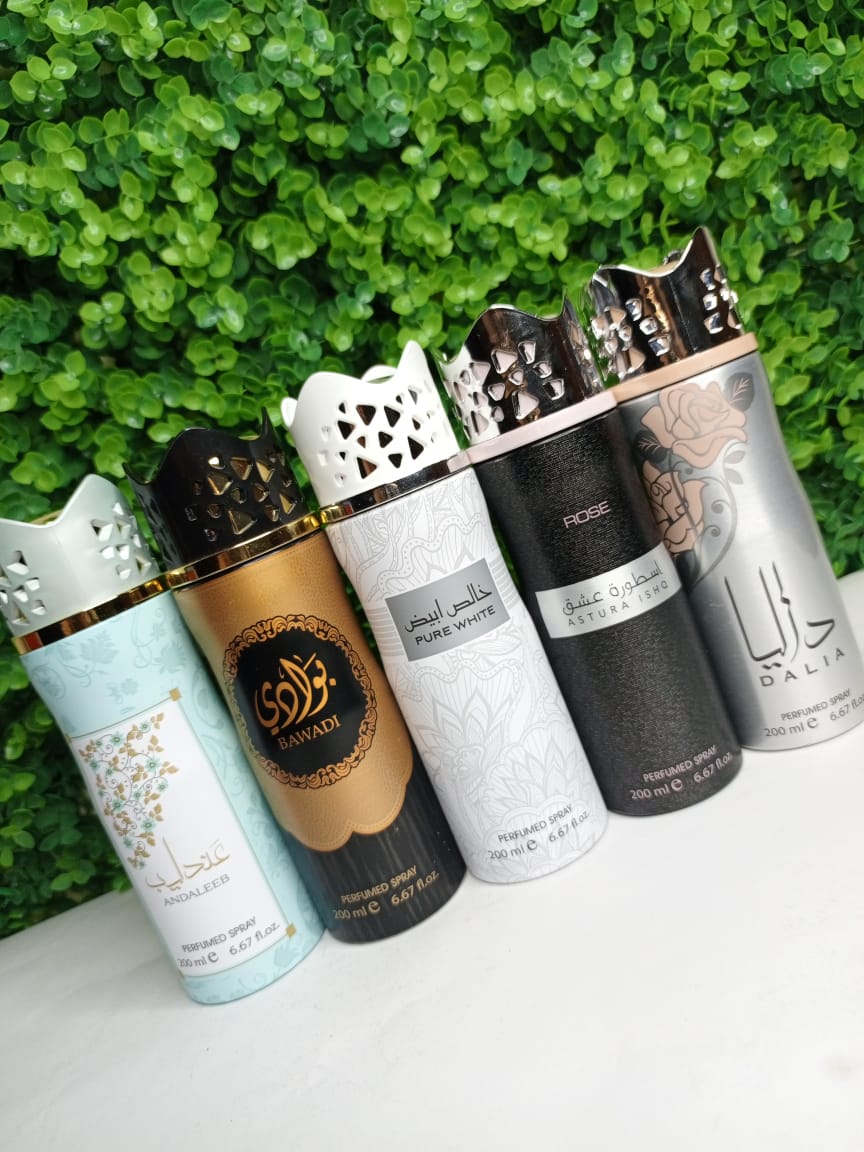 عندليب
ANDALEEB
PERFUMED SPRAY
200 ml e 6.67 fl.oz.
بوادي
BAWADI
PERFUMED SPRAY
200 ml e 6.67 fl.oz.
خالص ابيض
PURE WHITE
PERFUMED SPRAY
200 ml e 6.67 fl.oz.
ROSE
اسطورة عشق
ASTURA ISHQ
PERFUMED SPRAY
200 ml e 6.67 fl.oz.
داليا
DALIA
PERFUMED SPRAY
200 ml e 6.67 fl.oz